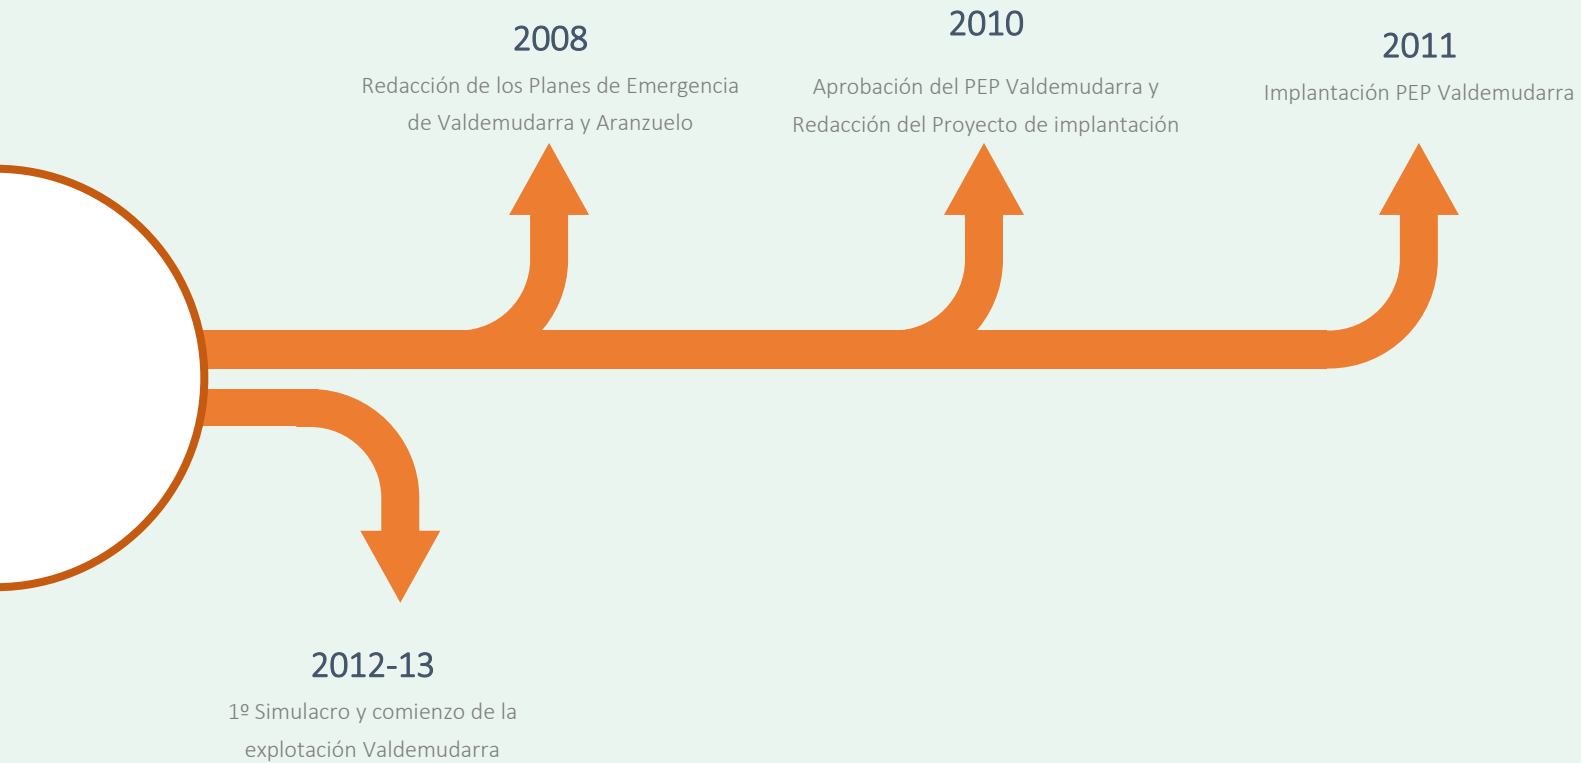 2008
Redacción de los Planes de Emergencia
de Valdemudarra y Aranzuelo
2010
Aprobación del PEP Valdemudarra y
Redacción del Proyecto de implantación
2011
Implantación PEP Valdemudarra
2012-13
1º Simulacro y comienzo de la
explotación Valdemudarra